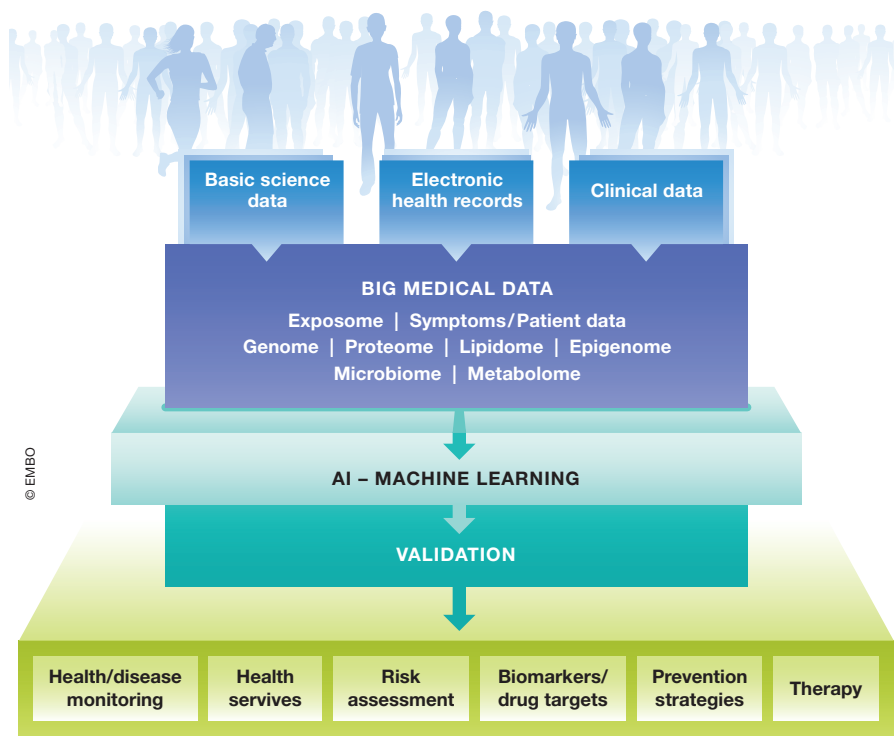 Basic science
data
Electronic
health records
Clinical data
BIG MEDICAL DATA
Exposome | Symptoms/Patient data
Genome | Proteome | Lipidome | Epigenome
Microbiome | Metabolome
AI – MACHINE LEARNING
VALIDATION
Health/disease
monitoring
Health
servives
Risk
assessment
Biomarkers/
drug targets
Prevention
strategies
Therapy
© EMBO